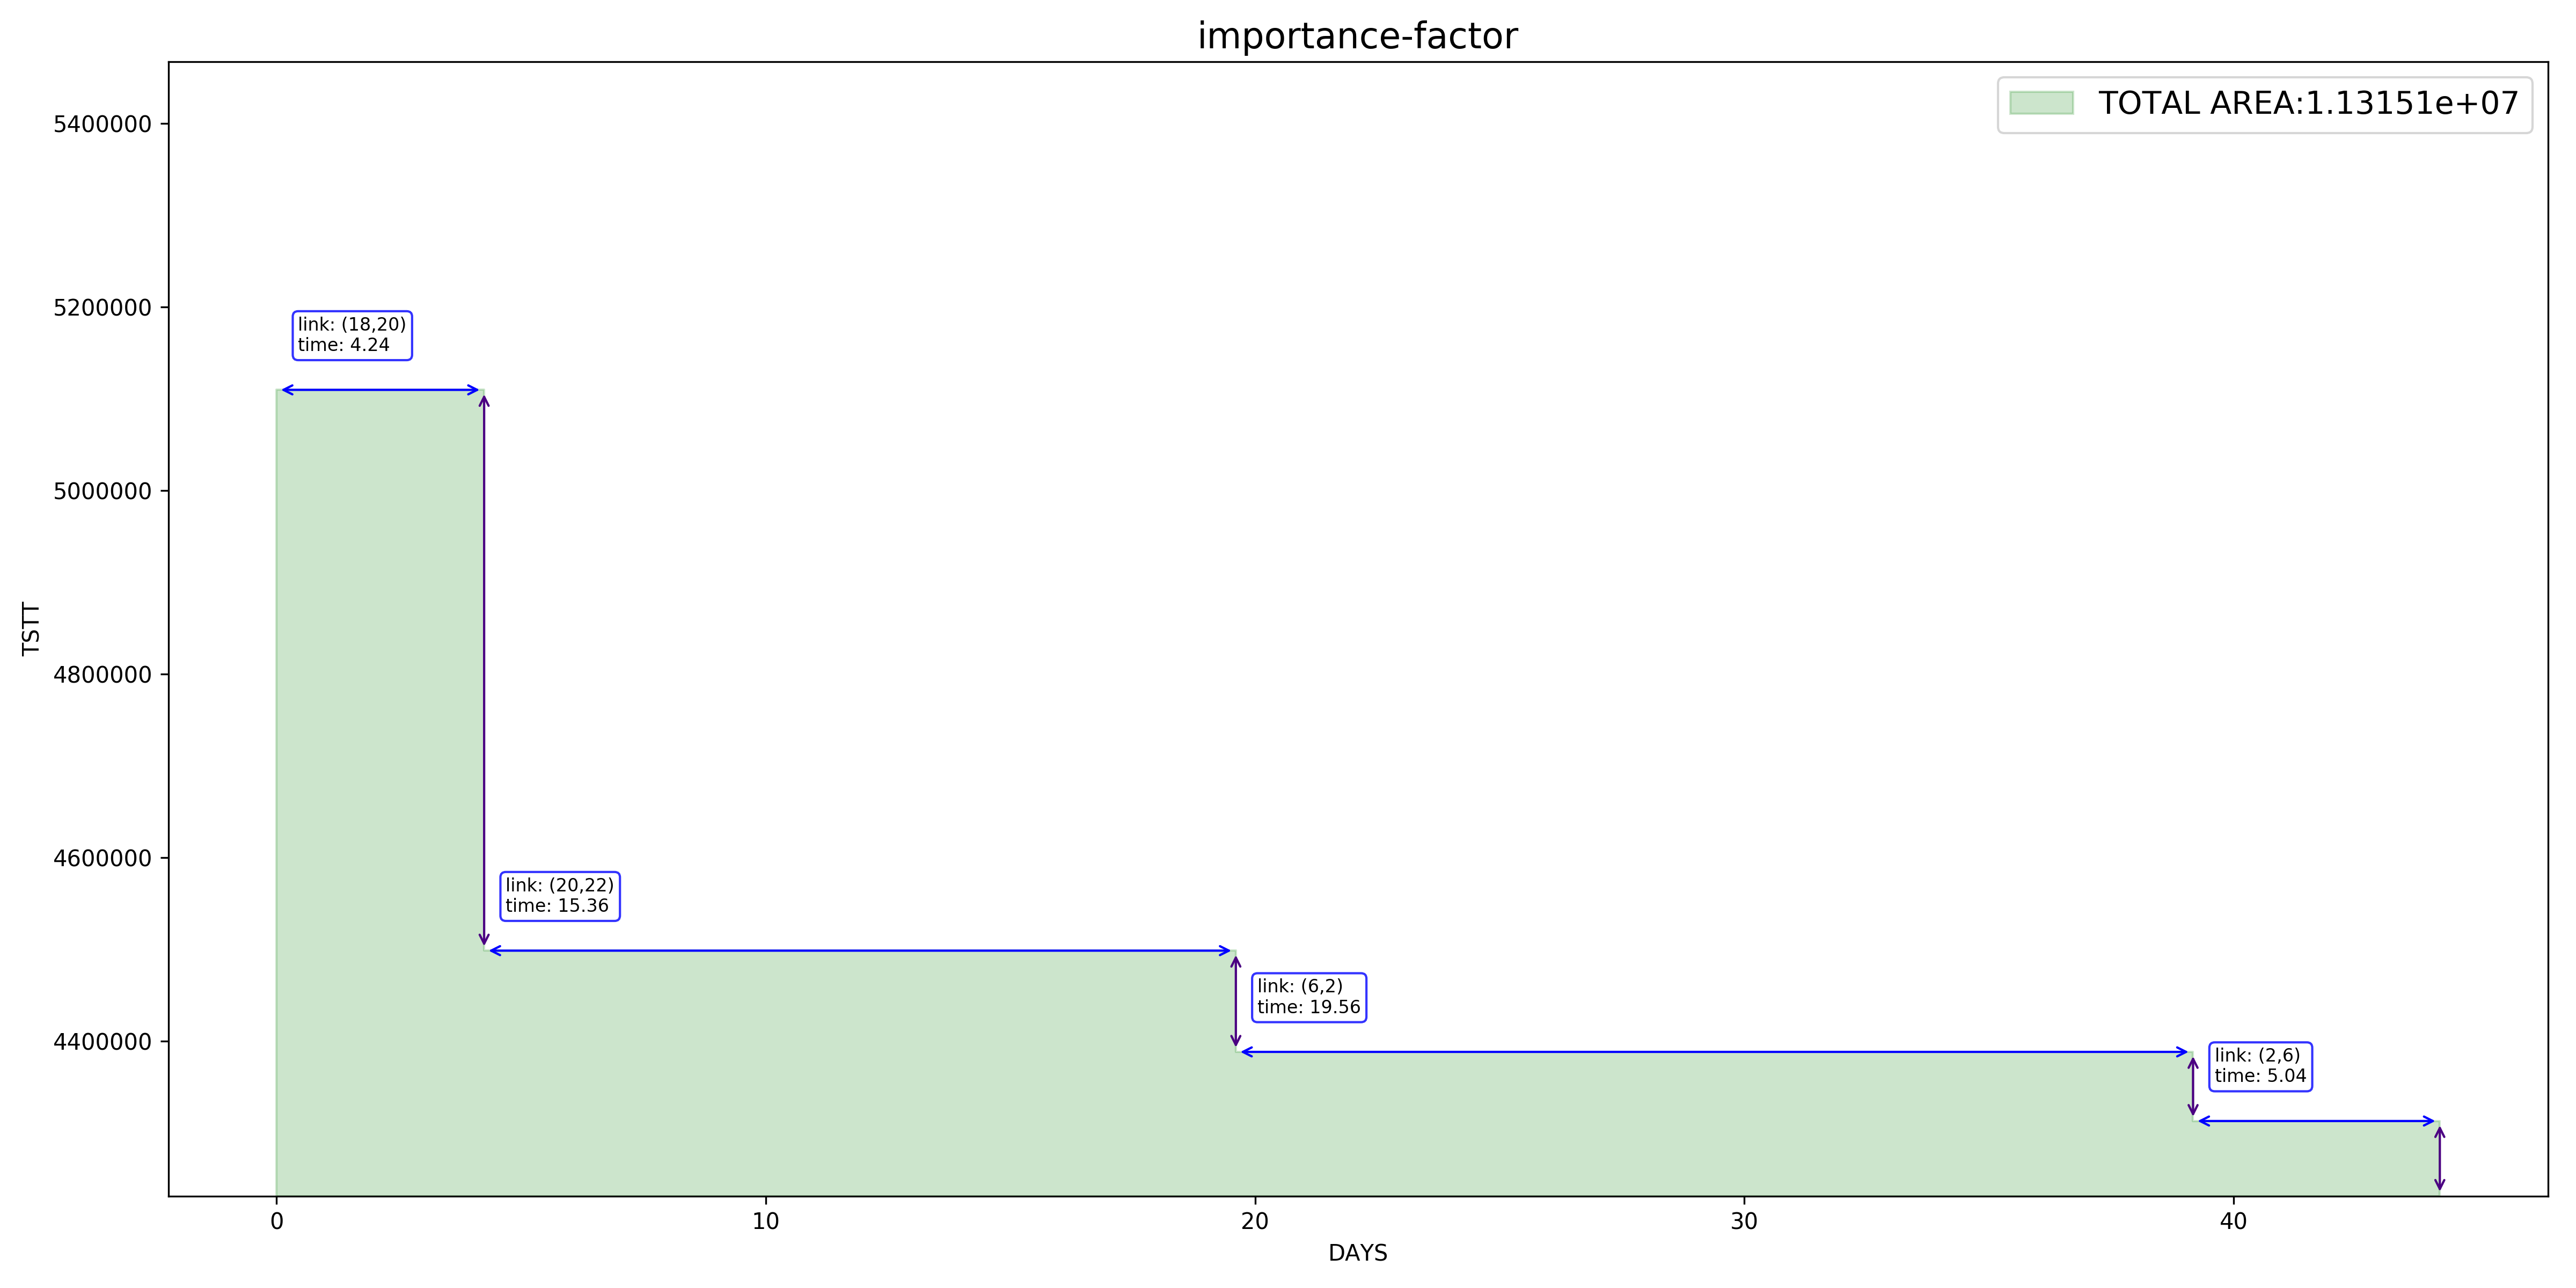 importance-factor
TOTAL AREA:1.13151e+07
5400000
5200000
5000000
4800000
4600000
4400000
TSTT
link: (18,20)
time: 4.24
link: (20,22)
time: 15.36
link: (6,2)
time: 19.56
link: (2,6)
time: 5.04
0
10
20
30
40
DAYS